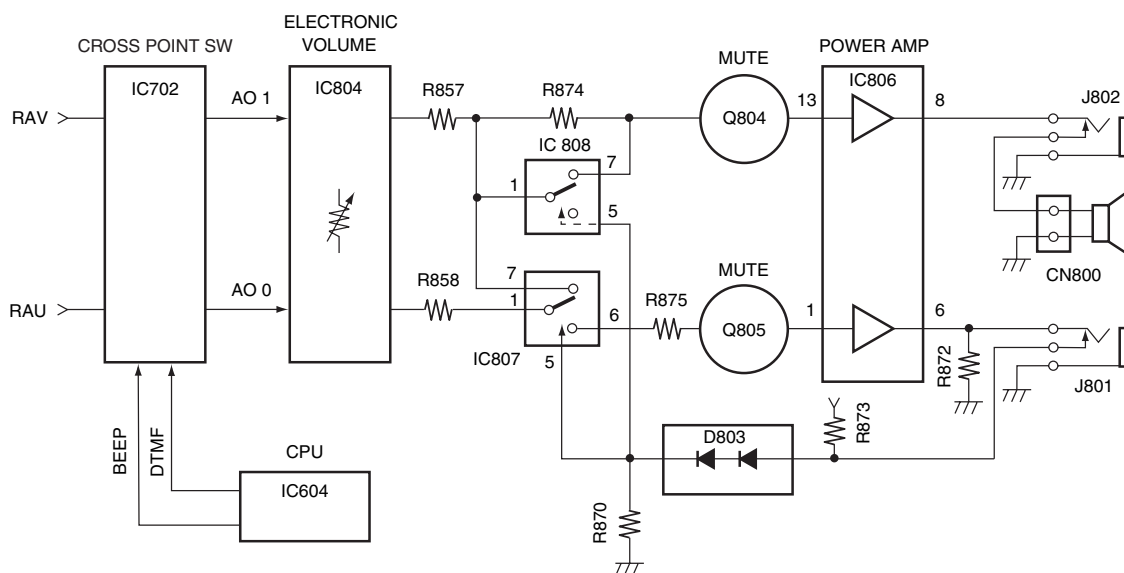 ELECTRONIC
VOLUME
CROSS POINT SW
POWER AMP
MUTE
IC702
IC804
R857
R874
IC806
AO 1
RAV
13
8
J802
Q804
IC 808
7
1
5
CN800
R858
7
1
6
R875
MUTE
AO 0
RAU
Q805
1
6
IC807
5
R872
J801
BEEP
DTMF
CPU
IC604
D803
R873
R870